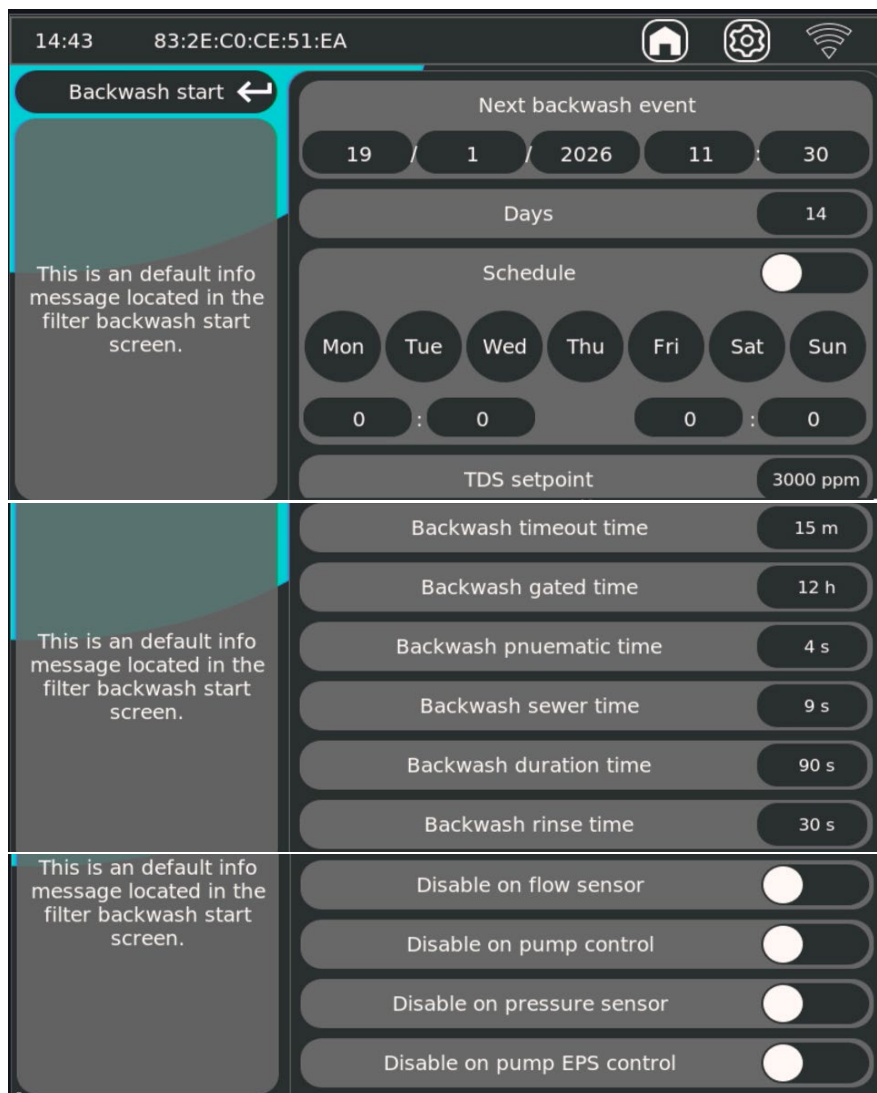 14:43 83:2E:C0:CE:51:EA
Backwash start
This is an default info
message located in the
filter backwash start
screen.
Next backwash event
19 / 1 / 2026 11 : 30
Days 14
Schedule
Mon Tue Wed Thu Fri Sat Sun
0 : 0 0 : 0
TDS setpoint 3000 ppm
This is an default info
message located in the
filter backwash start
screen.
Backwash timeout time 15 m
Backwash gated time 12 h
Backwash pnuematic time 4 s
Backwash sewer time 9 s
Backwash duration time 90 s
Backwash rinse time 30 s
This is an default info
message located in the
filter backwash start
screen.
Disable on flow sensor
Disable on pump control
Disable on pressure sensor
Disable on pump EPS control